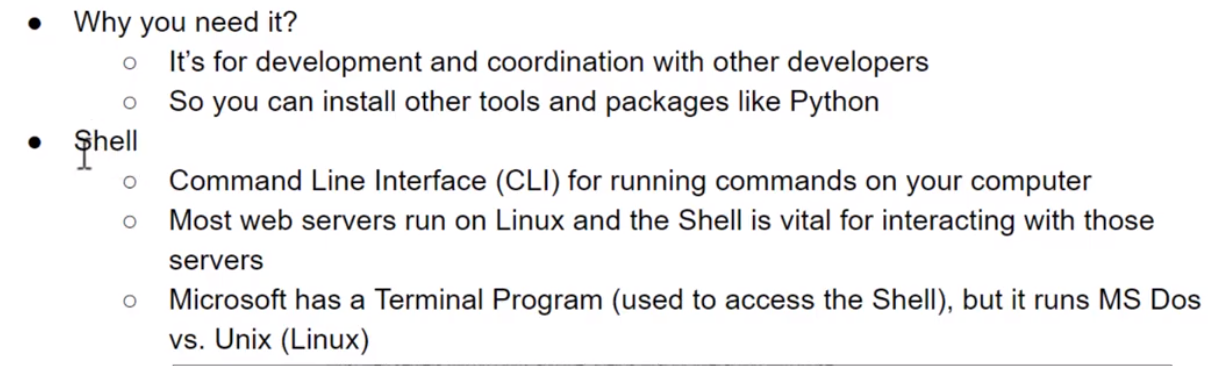 ● Why you need it?
○ It's for development and coordination with other developers
○ So you can install other tools and packages like Python
● Shell
○ Command Line Interface (CLI) for running commands on your computer
○ Most web servers run on Linux and the Shell is vital for interacting with those
servers
○ Microsoft has a Terminal Program (used to access the Shell), but it runs MS Dos
vs. Unix (Linux)